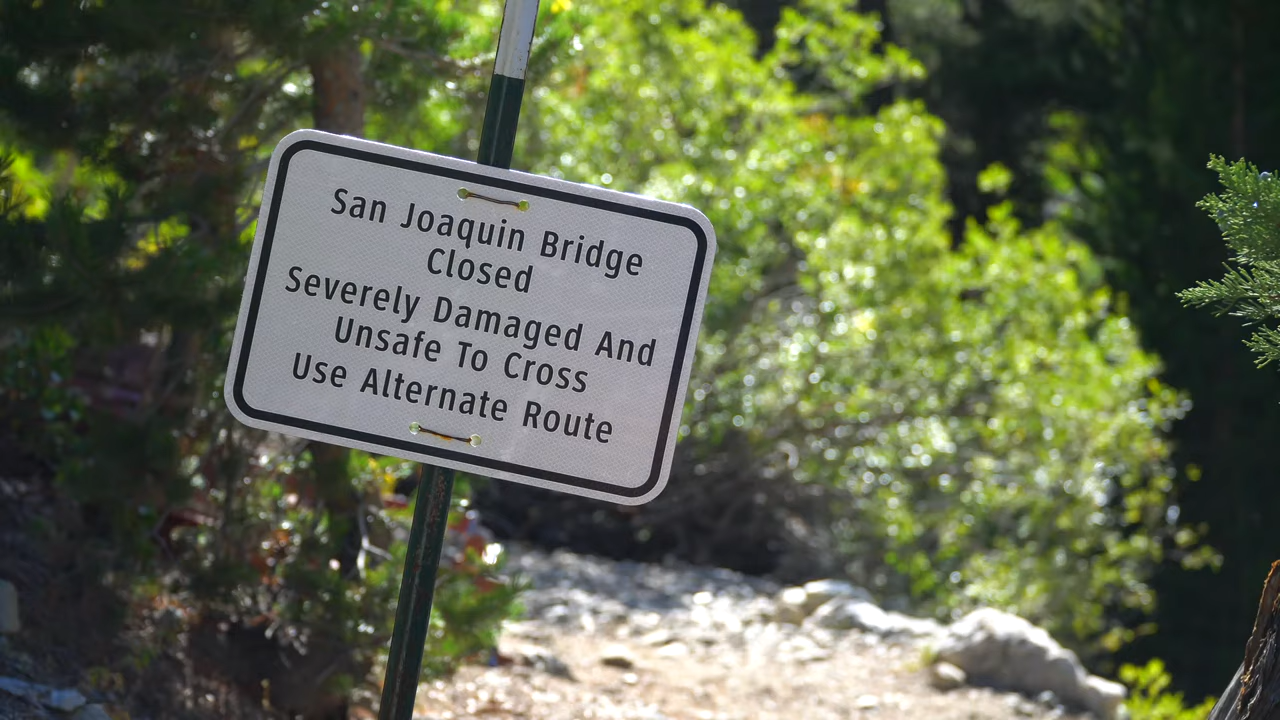 San Joaquin Bridge
Closed
Severely Damaged And
Unsafe To Cross
Use Alternate Route